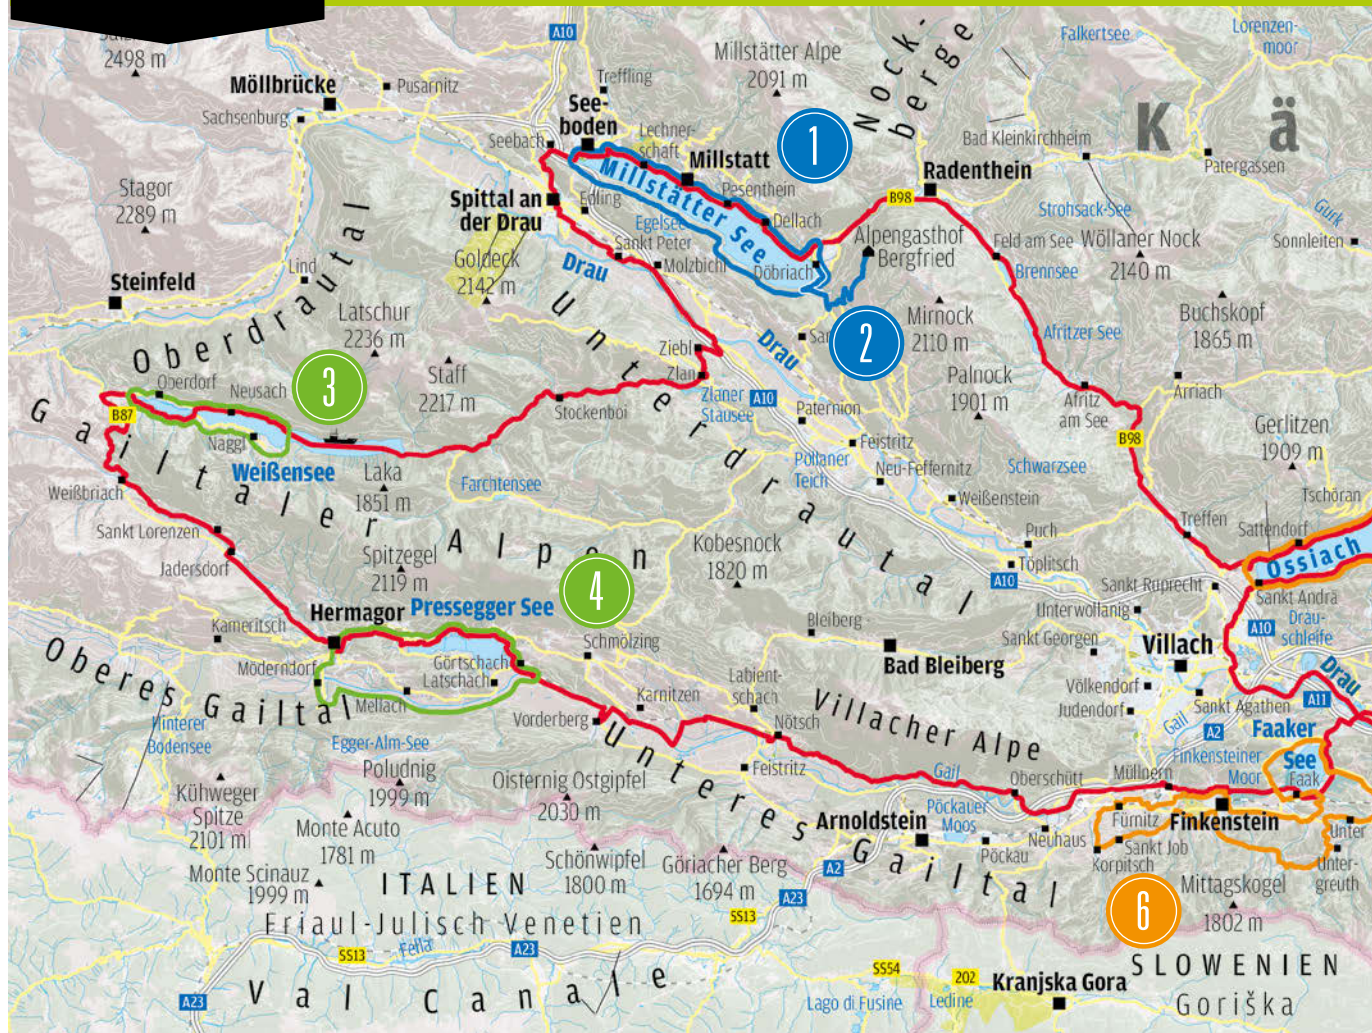 2498 m
Möllbrücke
Sachsenburg
Pusarnitz
A10
Treffling
Millstätter Alpe
2091 m
Nock-
berge
Falkertsee
Lorenzen-
moor
K ä
See-
boden
Seebach
Lechner-
schaft
Millstatt
1
Bad Kleinkirchheim
Patergassen
Stagor
2289 m
Spittal an
der Drau
Edling
Millstätter See
Egelsee
Pesenthein
Dellach
Radenthein
B98
Strohsack-See
Gurk
Sonnleiten
Feld am See
Wöllaner Nock
2140 m
Brennsee
Alpengasthof
Bergfried
Döbriach
Sankt Peter
Molzbichl
Drau
Goldeck
2142 m
Steinfeld
Lind
Oberdrautal
Latschur
2236 m
Staff
2217 m
Unterdrautal
Drau
2
Mirnock
2110 m
Afritzer See
Buchskopf
1865 m
Ziebl
Zlan
Zlaner
Stausee
A10
Palnock
1901 m
Afritz
am See
Arriach
3
Oberdorf
Neusach
B87
Naggl
Weißensee
Stockenboi
Paternion
Feistritz
Pöllaner
Teich
Neu-Feffernitz
B98
Gerlitzen
1909 m
Schwarzsee
Tschöran
Gailtaler Alpen
Laka
1851 m
Farchtensee
Weißbriach
Weißenstein
Sankt Lorenzen
Jadersdorf
Spitzegel
2119 m
Kobesnock
1820 m
Puch
Töplitsch
A10
Treffen
Sattendorf
Ossiach
Sankt Ruprecht
Sankt Andrä
Hermagor
Pressegger See
4
Kameritsch
Schmölzing
Bleiberg -
Bad Bleiberg
Unterwollanig
Sankt Georgen
Villach
A10
Drau-
schleife
Drau
A11
Oberes Gailtal
Möderndorf
Görtschach
Latschach
Mellach
Karnitzen
Labient-
schach
Villacher Alpe
Völkendorf
Judendorf
Sankt Agathen
Gail
A2
Faaker
See
Vorderberg
Nötsch
Unteres Gailtal
Hinterer
Bodensee
Egger-Alm-See
Poludnig
1999 m
Oisternig Ostgipfel
2030 m
Feistritz
Gail
Oberschütt
Müllnern
Finkensteiner
Moor
Faak
Kühweger
Spitze
2101 m
Monte Acuto
1781 m
Pöckauer
Moos
Arnoldstein
Pöckau
Neuhaus
Fürnitz
Finkenstein
Sankt Job
Korpitsch
Unter
Unter-
greuth
Monte Scinauz
1999 m
Schönwipfel
1800 m
Göriacher Berg
1694 m
A2
A23
6
Mittagskogel
1802 m
ITALIEN
Friaul-Julisch Venetien
SS13
SS13
Fella
A23
A23
Val Canale
SS54
202
Lago di Fusine
Ledine
Kranjska Gora
SLOWENIEN
Goriška